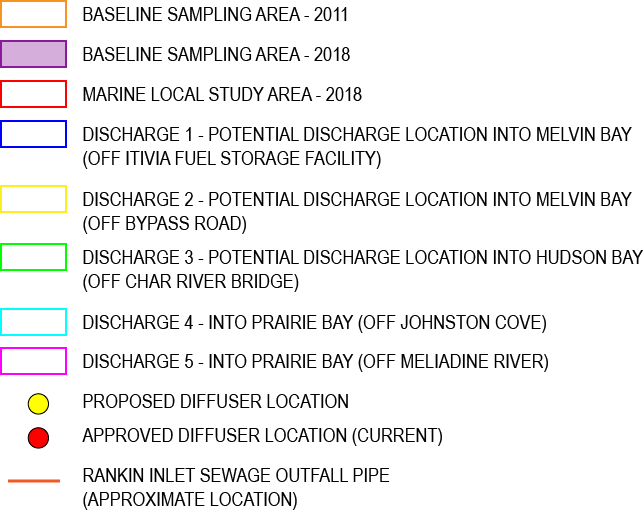 BASELINE SAMPLING AREA - 2011
BASELINE SAMPLING AREA - 2018
MARINE LOCAL STUDY AREA - 2018
DISCHARGE 1 - POTENTIAL DISCHARGE LOCATION INTO MELVIN BAY
(OFF ITIVIA FUEL STORAGE FACILITY)
DISCHARGE 2 - POTENTIAL DISCHARGE LOCATION INTO MELVIN BAY
(OFF BYPASS ROAD)
DISCHARGE 3 - POTENTIAL DISCHARGE LOCATION INTO HUDSON BAY
(OFF CHAR RIVER BRIDGE)
DISCHARGE 4 - INTO PRAIRIE BAY (OFF JOHNSTON COVE)
DISCHARGE 5 - INTO PRAIRIE BAY (OFF MELIADINE RIVER)
PROPOSED DIFFUSER LOCATION
APPROVED DIFFUSER LOCATION (CURRENT)
RANKIN INLET SEWAGE OUTFALL PIPE
(APPROXIMATE LOCATION)